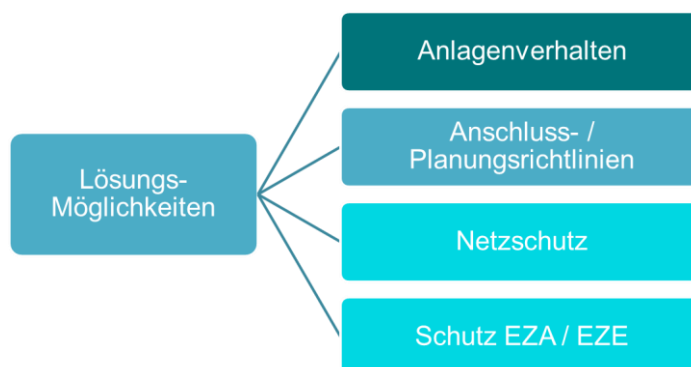 Anlagenverhalten
Anschluss- /
Planungsrichtlinien
Lösungs-
Möglichkeiten
Netzschutz
Schutz EZA / EZE